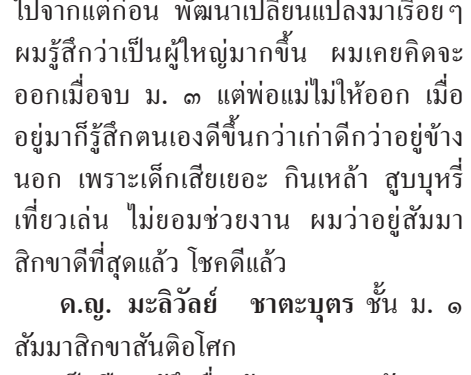 ไปจากแต่ก่อน พัฒนาเปลี่ยนแปลงมาเรื่อยๆ
ผมรู้สึกว่าเป็นผู้ใหญ่มากขึ้น ผมเคยคิดจะ
ออกเมื่อจบ ม. ๓ แต่พ่อแม่ไม่ให้ออก เมื่อ
อยู่มาก็รู้สึกตนเองดีขึ้นกว่าเก่าดีกว่าอยู่ข้าง
นอก เพราะเด็กเสียเยอะ กินเหล้า สูบบุหรี่
เที่ยวเล่น ไม่ยอมช่วยงาน ผมว่าอยู่สัมมา
สิกขาดีที่สุดแล้ว โชคดีแล้ว
ด.ญ. มะลิวัลย์ ชาตะบุตร ชั้น ม. ๑
สัมมาสิกขาสันติอโศก